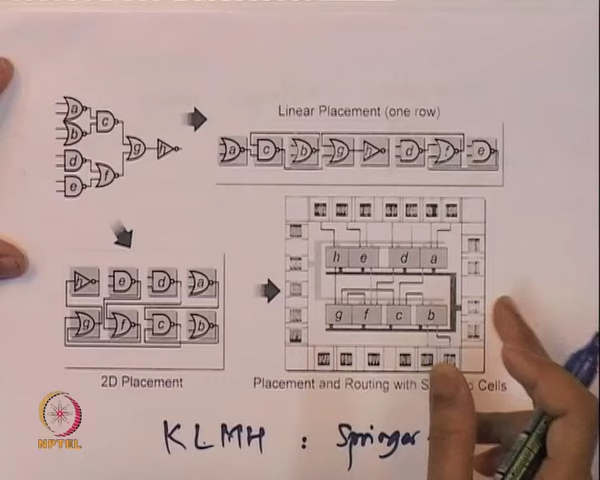 a
b
c
d
e
f
g
h
Linear Placement (one row)
a c b g h d f e
h e d a
g f c b
h e d a
g f c b
2D Placement
Placement and Routing with Cells
KLMH : Springer
NPTEL